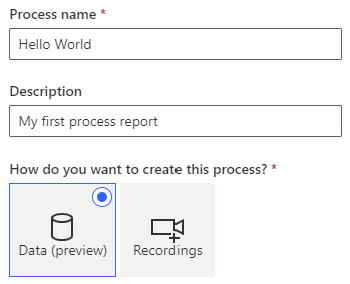 Process name *
Hello World
Description
My first process report
How do you want to create this process? *
Data (preview)
Recordings